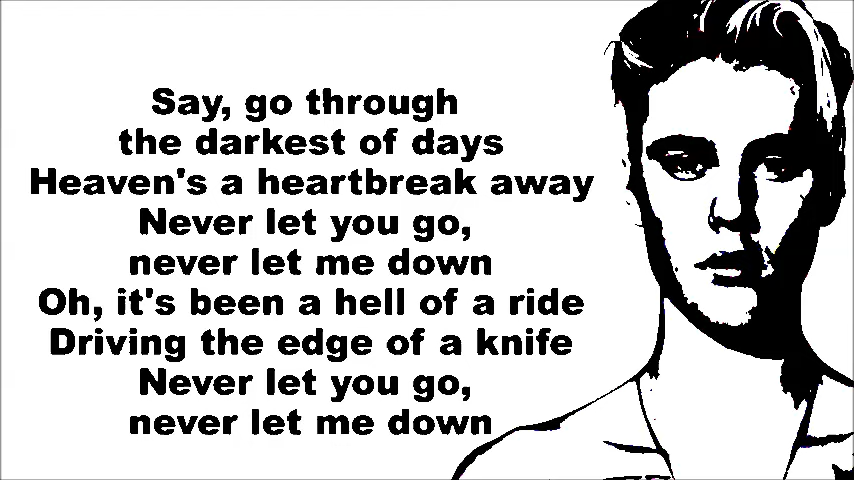 Say, go through
the darkest of days
Heaven's a heartbreak away
Never let you go,
never let me down
Oh, it's been a hell of a ride
Driving the edge of a knife
Never let you go,
never let me down